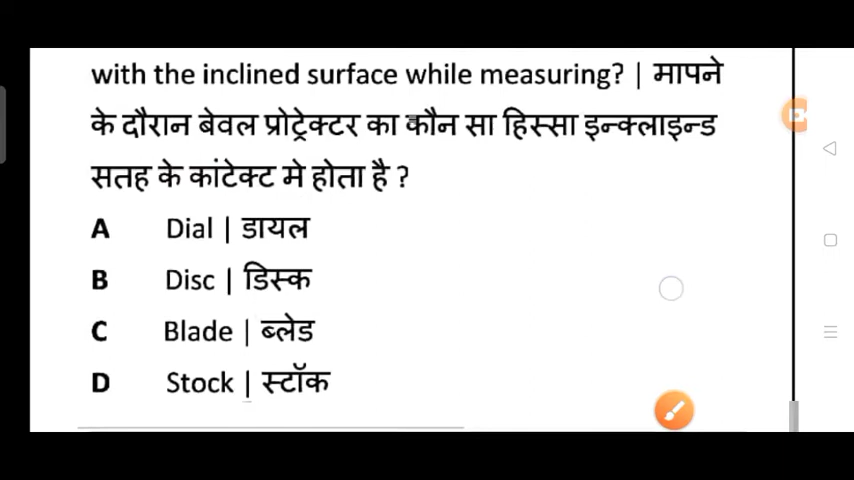 with the inclined surface while measuring? | मापने
के दौरान बेवल प्रोट्रेक्टर का कौन सा हिस्सा इन्क्लाइन्ड
सतह के कांटेक्ट मे होता है ?
A Dial | डायल
B Disc | डिस्क
C Blade | ब्लेड
D Stock | स्टॉक